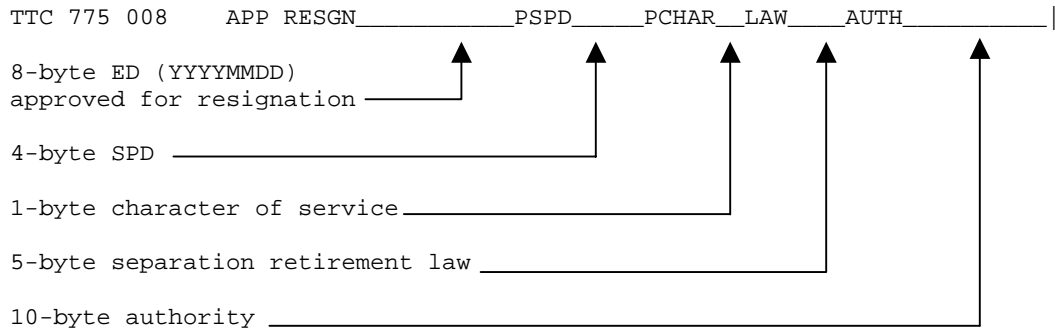 TTC 775 008 APP RESGN___________PSPD_____PCHAR__LAW____AUTH__________|
8-byte ED (YYYYMMDD)
approved for resignation
4-byte SPD
1-byte character of service
5-byte separation retirement law
10-byte authority